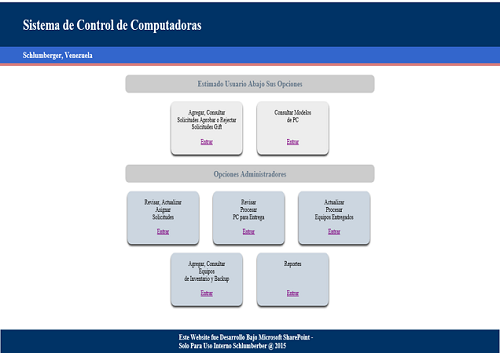 Sistema de Control de Computadoras
Schlumberger, Venezuela
Estimado Usuario Abajo Sus Opciones
Agregar, Consultar
Solicitudes Aprobar o Rejectar
Solicitudes Gift
Entrar
Consultar Modelos
de PC
Entrar
Opciones Administradores
Revisar, Actualizar
Asignar
Solicitudes
Entrar
Revisar
Procesar
PC para Entrega
Entrar
Actualizar
Procesar
Equipos Entregados
Entrar
Agregar, Consultar
Equipos
de Inventario y Backup
Entrar
Reportes
Entrar
Este Website fue Desarrollo Bajo Microsoft SharePoint -
Solo Para Uso Interno Schlumberber @ 2015